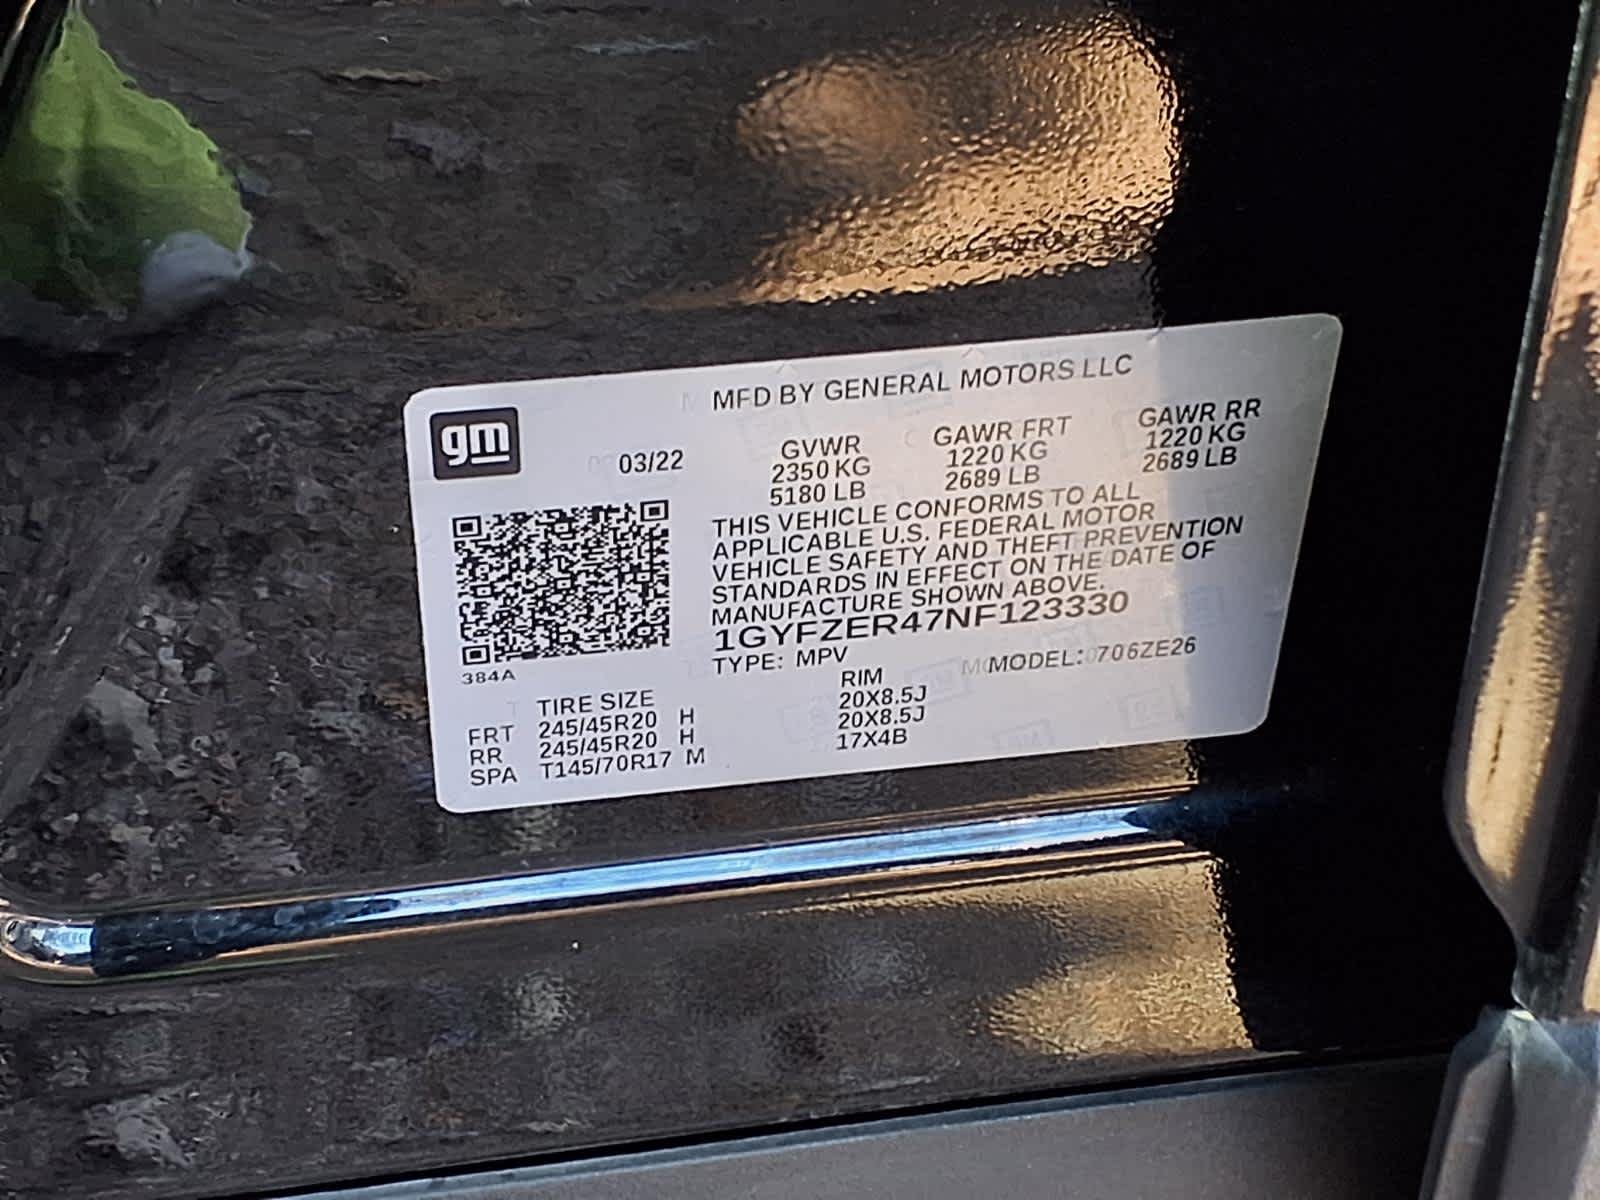 MFD BY GENERAL MOTORS LLC
gm
03/22
GVWR GAWR FRT GAWR RR
2350 KG 1220 KG 1220 KG
5180 LB 2689 LB 2689 LB
THIS VEHICLE CONFORMS TO ALL
APPLICABLE U.S. FEDERAL MOTOR
VEHICLE SAFETY AND THEFT PREVENTION
STANDARDS IN EFFECT ON THE DATE OF
MANUFACTURE SHOWN ABOVE.
1GYFZER47NF123330
TYPE: MPV MODEL: 706ZE26
384A
TIRE SIZE RIM
FRT 245/45R20 H 20X8.5J
RR 245/45R20 H 20X8.5J
SPA T145/70R17 M 17X4B